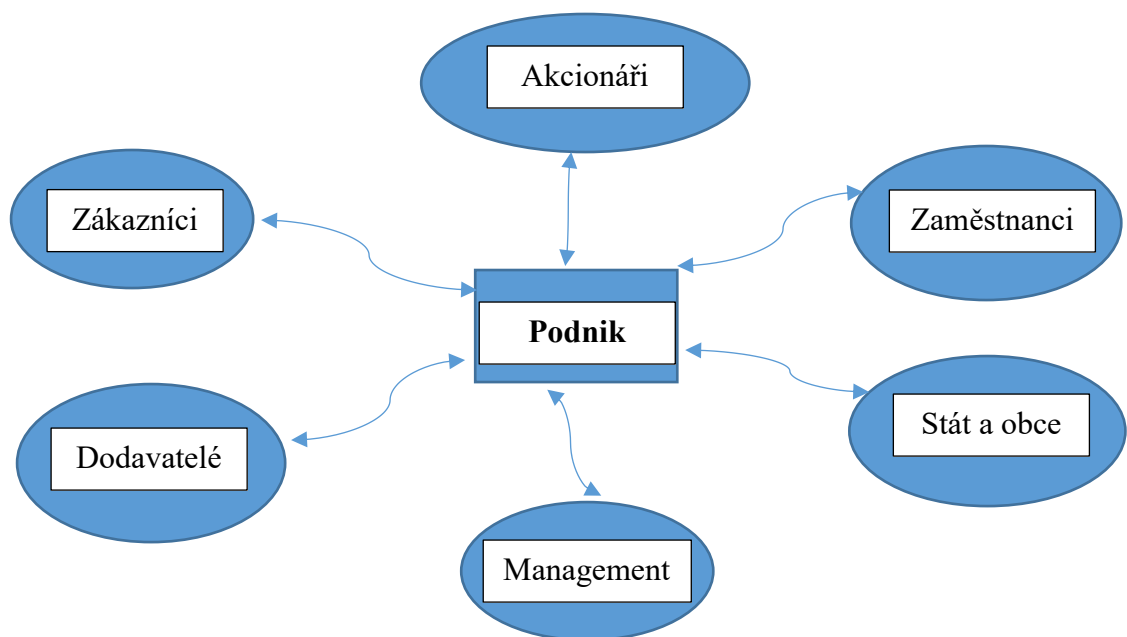 Akcionáři
Zákazníci
Zaměstnanci
Podnik
Dodavatelé
Stát a obce
Management